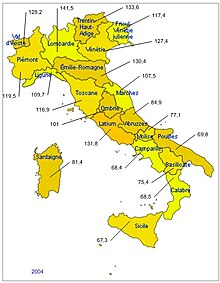 128,2
141,5
133,6
117,4
Trentin-
Haut-
Adige
Frioul
Vénétie
julienne
Val
d'Aoste
Lombardie
Vénétie
127,4
Piémont
Émilie-Romagne
130,4
Ligurie
119,5
109,7
Toscane
Marches
107,5
116,9
Ombrie
84,9
101
Latium
Abruzzes
77,1
Molise
Pouilles
69,8
131,8
Campanie
68,4
Basilicate
Sardaigne
81,4
75,4
68,5
Calabre
Sicile
67,3
2004